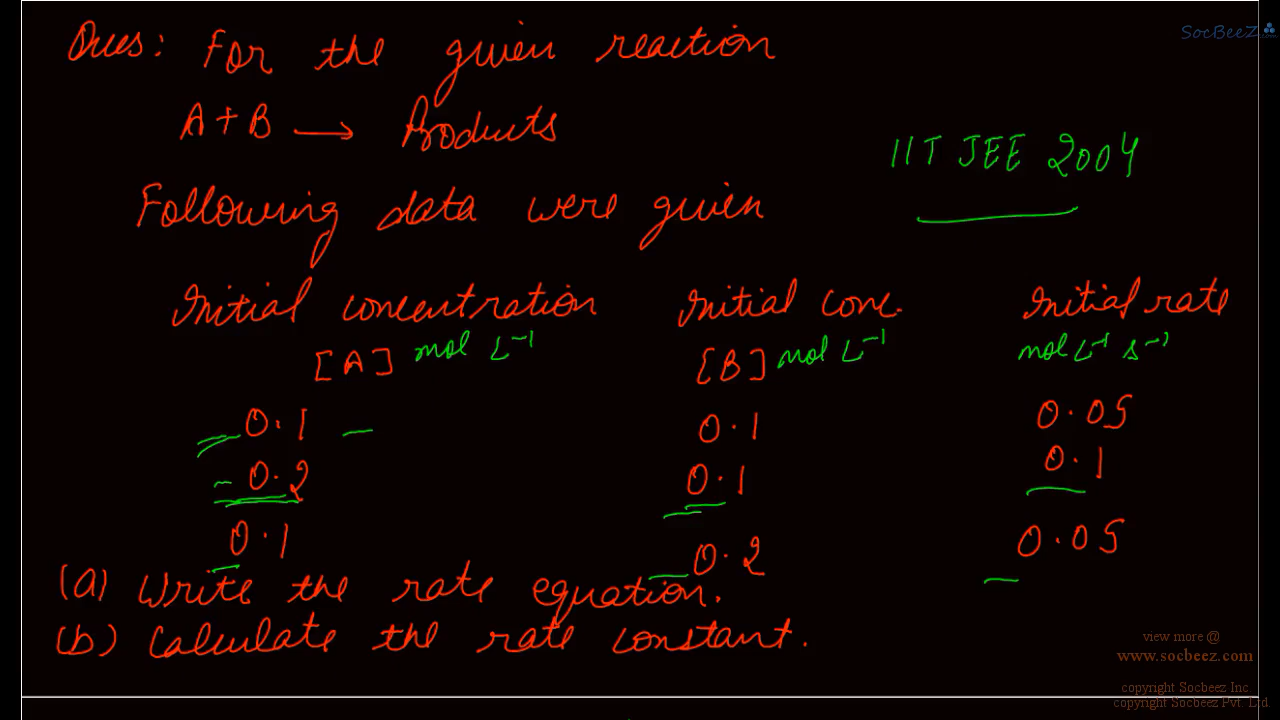 Ques: For the given reaction
SocBeeZ
A + B → Products
IIT JEE 2004
Following data were given
Initial concentration Initial conc. Initial rate
[A] mol L⁻¹ [B] mol L⁻¹ mol L⁻¹ s⁻¹
0.1 0.1 0.05
0.2 0.1 0.1
0.1 0.2 0.05
(a) Write the rate equation.
(b) Calculate the rate constant.
view more @
www.socbeez.com
copyright Socbeez Inc.
copyright Socbeez Pvt. Ltd.